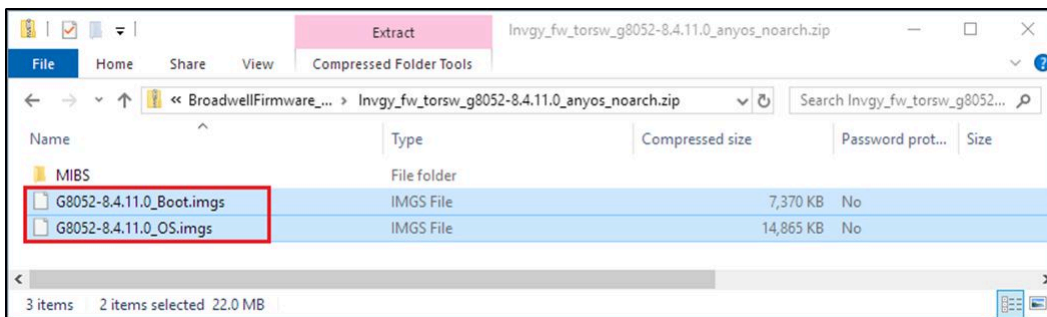 Extract
lnvgy_fw_torsw_g8052-8.4.11.0_anyos_noarch.zip
File Home Share View Compressed Folder Tools
« BroadwellFirmware_... › lnvgy_fw_torsw_g8052-8.4.11.0_anyos_noarch.zip
Search lnvgy_fw_torsw_g8052...
Name Type Compressed size Password prot... Size
MIBS File folder
G8052-8.4.11.0_Boot.imgs IMGS File 7,370 KB No
G8052-8.4.11.0_OS.imgs IMGS File 14,865 KB No
3 items 2 items selected 22.0 MB